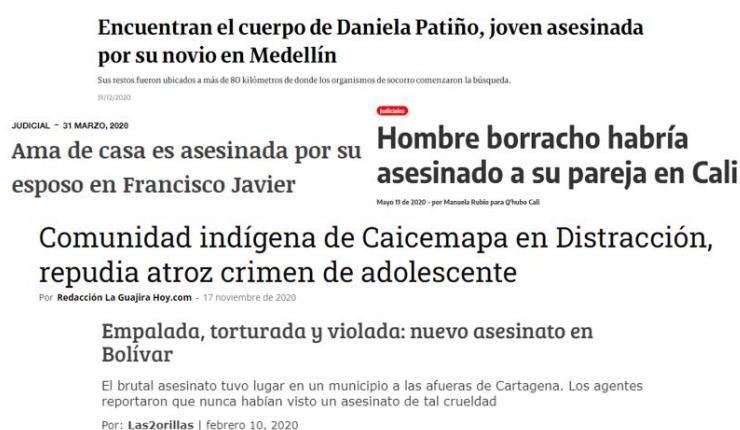 Encuentran el cuerpo de Daniela Patiño, joven asesinada
por su novio en Medellín
Sus restos fueron ubicados a más de 80 kilómetros de donde los organismos de socorro comenzaron la búsqueda.
31/12/2020
JUDICIAL - 31 MARZO, 2020
Ama de casa es asesinada por su
esposo en Francisco Javier
Judiciales
Hombre borracho habría
asesinado a su pareja en Cali
Mayo 11 de 2020 - por Manuela Rubio para Q'hubo Cali
Comunidad indígena de Caicemapa en Distracción,
repudia atroz crimen de adolescente
Por Redacción La Guajira Hoy.com - 17 noviembre de 2020
Empalada, torturada y violada: nuevo asesinato en
Bolívar
El brutal asesinato tuvo lugar en un municipio a las afueras de Cartagena. Los agentes
reportaron que nunca habían visto un asesinato de tal crueldad
Por: Las2orillas | febrero 10, 2020